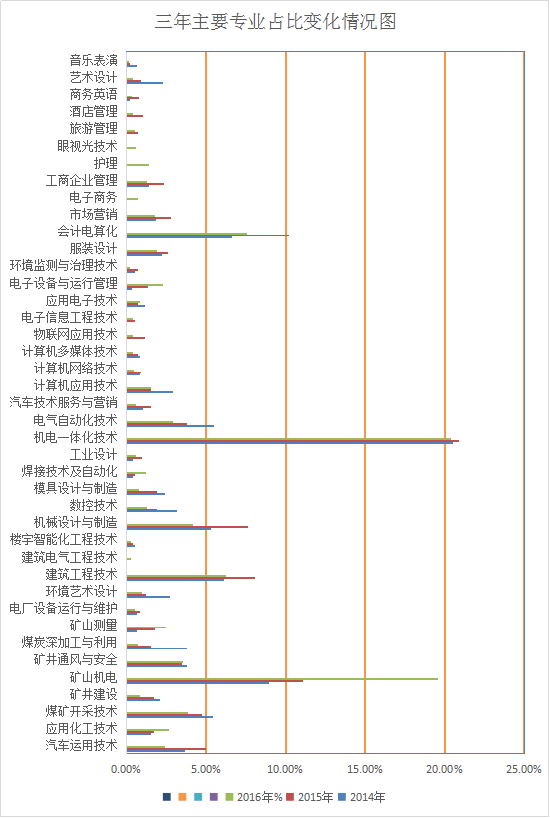 三年主要专业占比变化情况图
音乐表演
艺术设计
商务英语
酒店管理
旅游管理
眼视光技术
护理
工商企业管理
电子商务
市场营销
会计电算化
服装设计
环境监测与治理技术
电子设备与运行管理
应用电子技术
电子信息工程技术
物联网应用技术
计算机多媒体技术
计算机网络技术
计算机应用技术
汽车技术服务与营销
电气自动化技术
机电一体化技术
工业设计
焊接技术及自动化
模具设计与制造
数控技术
机械设计与制造
楼宇智能化工程技术
建筑电气工程技术
建筑工程技术
环境艺术设计
电厂设备运行与维护
矿山测量
煤炭深加工与利用
矿井通风与安全
矿山机电
矿井建设
煤矿开采技术
应用化工技术
汽车运用技术
0.00% 5.00% 10.00% 15.00% 20.00% 25.00%
2016年% 2015年 2014年